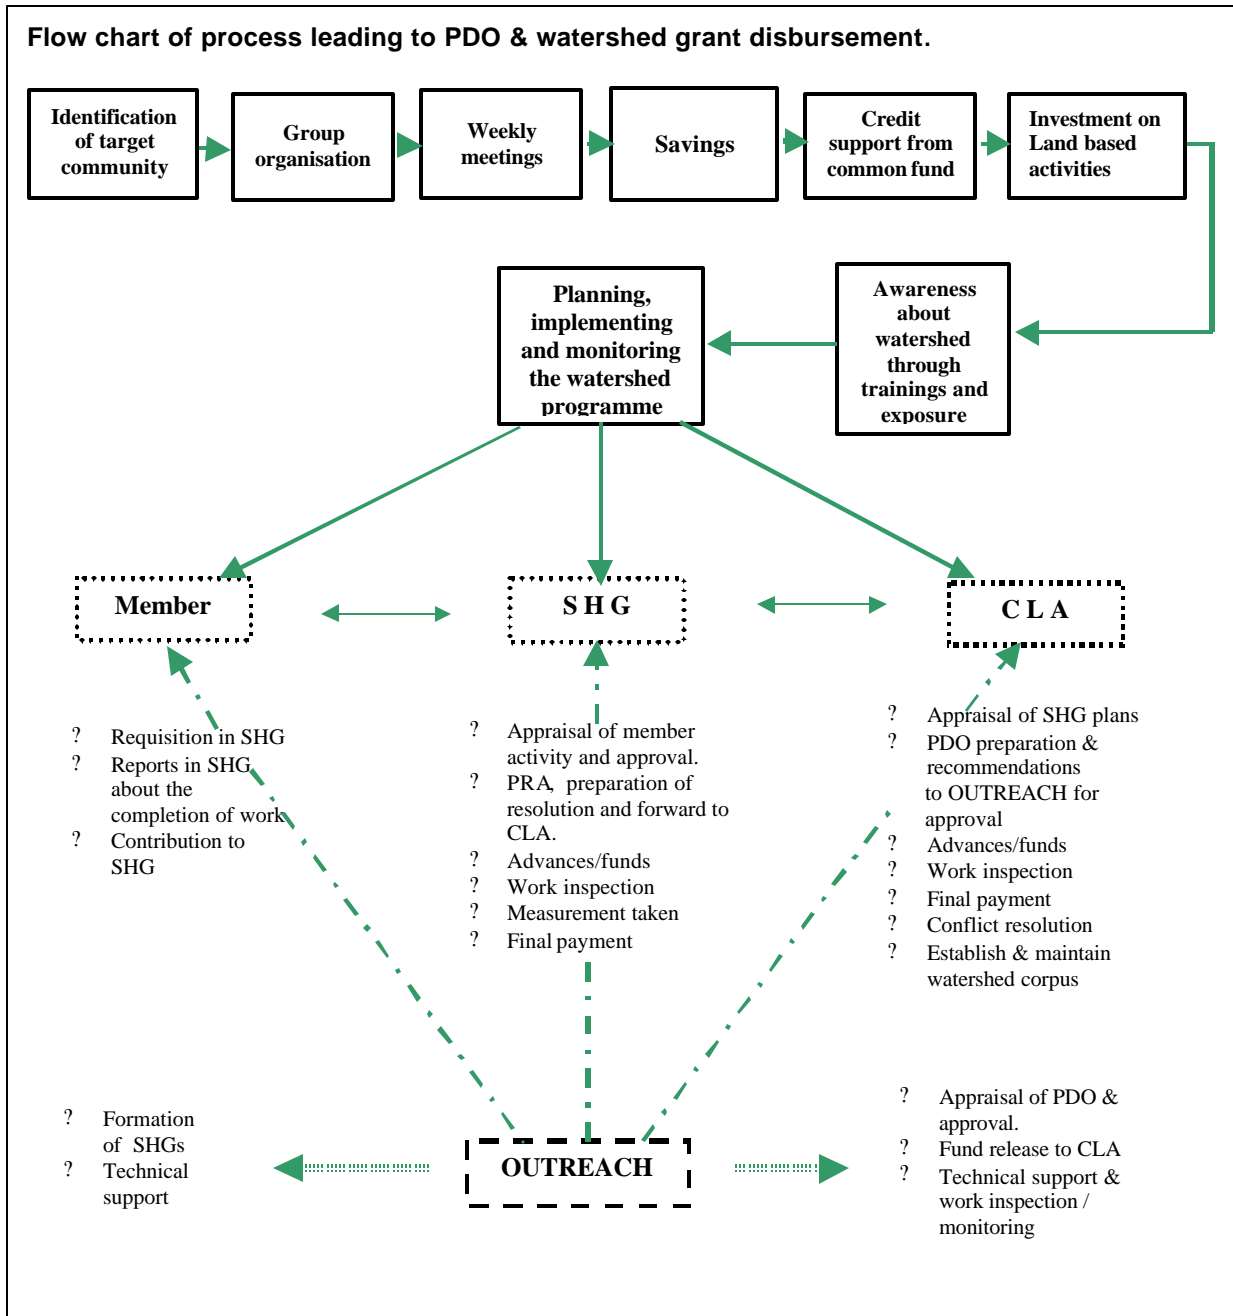 Flow chart of process leading to PDO & watershed grant disbursement.
Identification
of target
community
Group
organisation
Weekly
meetings
Savings
Credit
support from
common fund
Investment on
Land based
activities
Planning,
implementing
and monitoring
the watershed
programme
Awareness
about
watershed
through
trainings and
exposure
Member
S H G
C L A
? Requisition in SHG
? Reports in SHG
about the
completion of work
? Contribution to
SHG
? Appraisal of member
activity and approval.
? PRA, preparation of
resolution and forward to
CLA.
? Advances/funds
? Work inspection
? Measurement taken
? Final payment
? Appraisal of SHG plans
? PDO preparation &
recommendations
to OUTREACH for
approval
? Advances/funds
? Work inspection
? Final payment
? Conflict resolution
? Establish & maintain
watershed corpus
? Formation
of SHGs
? Technical
support
OUTREACH
? Appraisal of PDO &
approval.
? Fund release to CLA
? Technical support &
work inspection /
monitoring